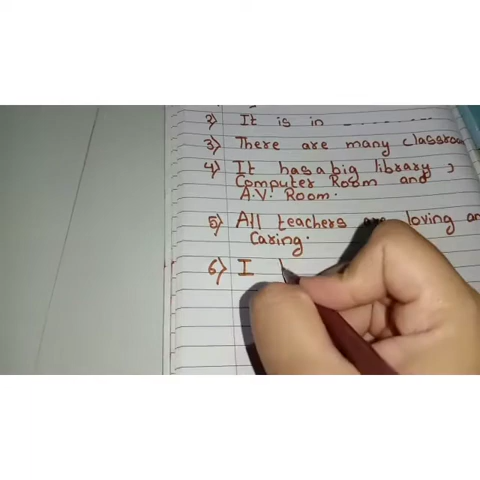 2) It is in _ _ _ _ _ _ _ _
3) There are many
4) It has a big library,
Computer Room and
A.V. Room.
5) All teachers are loving
Caring.
6) I